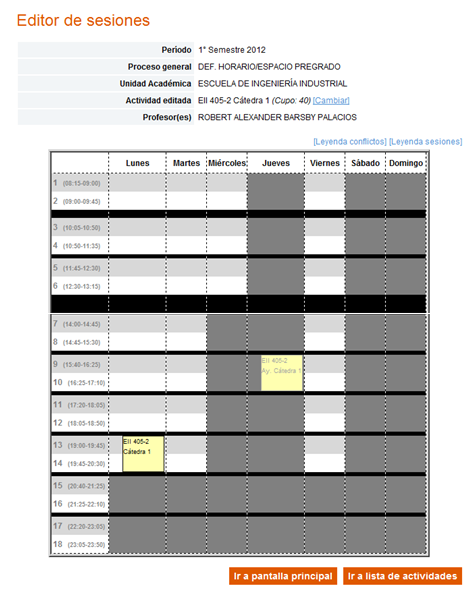 Editor de sesiones
Periodo 1° Semestre 2012
Proceso general DEF. HORARIO/ESPACIO PREGRADO
Unidad Académica ESCUELA DE INGENIERÍA INDUSTRIAL
Actividad editada EII 405-2 Cátedra 1 (Cupo: 40) [Cambiar]
Profesor(es) ROBERT ALEXANDER BARSBY PALACIOS
[Leyenda conflictos] [Leyenda sesiones]
Lunes Martes Miércoles Jueves Viernes Sábado Domingo
1 (08:15-09:00)
2 (09:00-09:45)
3 (10:05-10:50)
4 (10:50-11:35)
5 (11:45-12:30)
6 (12:30-13:15)
7 (14:00-14:45)
8 (14:45-15:30)
9 (15:40-16:25) EII 405-2
10 (16:25-17:10) Ay. Cátedra 1
11 (17:20-18:05)
12 (18:05-18:50)
13 (19:00-19:45) EII 405-2
14 (19:45-20:30) Cátedra 1
15 (20:40-21:25)
16 (21:25-22:10)
17 (22:20-23:05)
18 (23:05-23:50)
Ir a pantalla principal Ir a lista de actividades